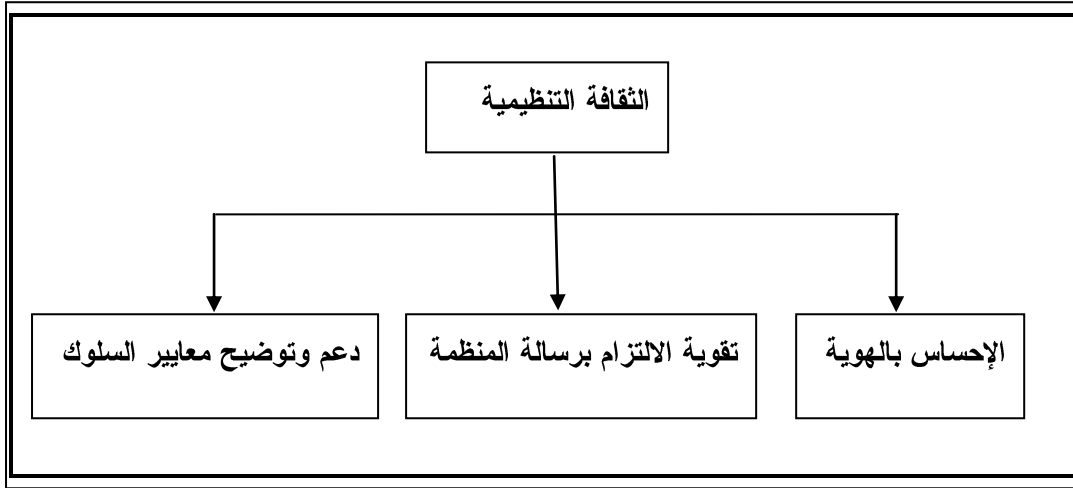 الثقافة التنظيمية
الإحساس بالهوية
تقوية الالتزام برسالة المنظمة
دعم وتوضيح معايير السلوك